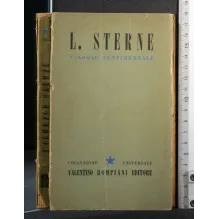 L. STERNE
VIAGGIO SENTIMENTALE
COLLEZIONE UNIVERSALE
VALENTINO BOMPIANI EDITORE